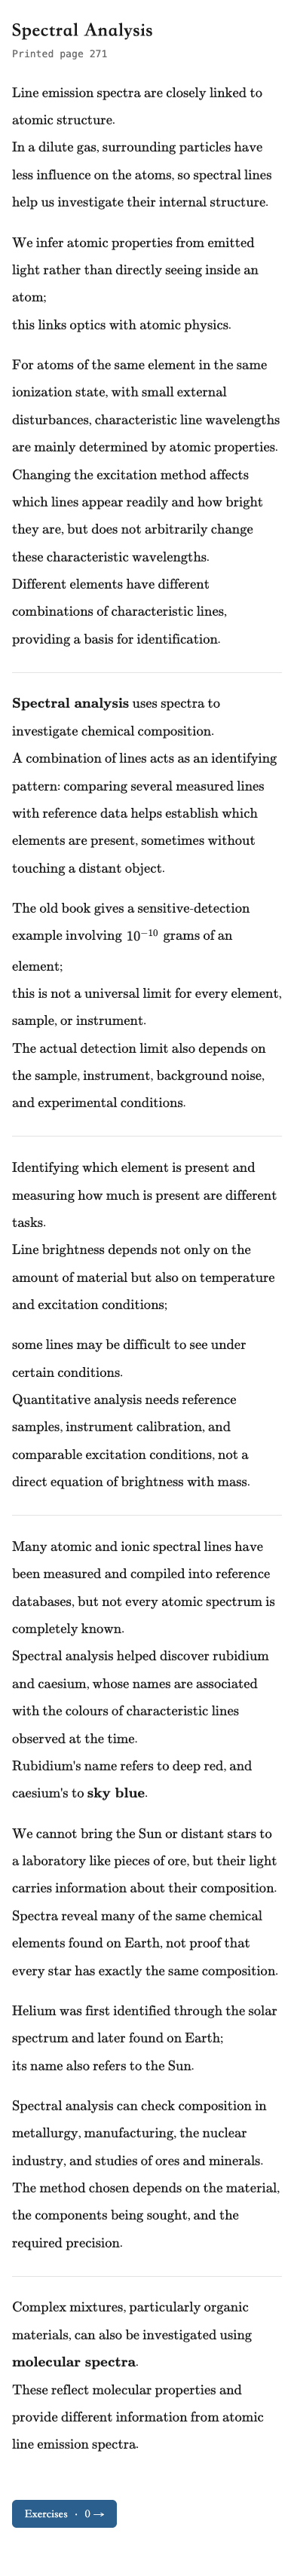 Spectral Analysis
Printed page 271
Line emission spectra are closely linked to
atomic structure.
In a dilute gas, surrounding particles have
less influence on the atoms, so spectral lines
help us investigate their internal structure.
We infer atomic properties from emitted
light rather than directly seeing inside an
atom;
this links optics with atomic physics.
For atoms of the same element in the same
ionization state, with small external
disturbances, characteristic line wavelengths
are mainly determined by atomic properties.
Changing the excitation method affects
which lines appear readily and how bright
they are, but does not arbitrarily change
these characteristic wavelengths.
Different elements have different
combinations of characteristic lines,
providing a basis for identification.
Spectral analysis uses spectra to
investigate chemical composition.
A combination of lines acts as an identifying
pattern: comparing several measured lines
with reference data helps establish which
elements are present, sometimes without
touching a distant object.
The old book gives a sensitive-detection
example involving 10⁻¹⁰ grams of an
element;
this is not a universal limit for every element,
sample, or instrument.
The actual detection limit also depends on
the sample, instrument, background noise,
and experimental conditions.
Identifying which element is present and
measuring how much is present are different
tasks.
Line brightness depends not only on the
amount of material but also on temperature
and excitation conditions;
some lines may be difficult to see under
certain conditions.
Quantitative analysis needs reference
samples, instrument calibration, and
comparable excitation conditions, not a
direct equation of brightness with mass.
Many atomic and ionic spectral lines have
been measured and compiled into reference
databases, but not every atomic spectrum is
completely known.
Spectral analysis helped discover rubidium
and caesium, whose names are associated
with the colours of characteristic lines
observed at the time.
Rubidium's name refers to deep red, and
caesium's to sky blue.
We cannot bring the Sun or distant stars to
a laboratory like pieces of ore, but their light
carries information about their composition.
Spectra reveal many of the same chemical
elements found on Earth, not proof that
every star has exactly the same composition.
Helium was first identified through the solar
spectrum and later found on Earth;
its name also refers to the Sun.
Spectral analysis can check composition in
metallurgy, manufacturing, the nuclear
industry, and studies of ores and minerals.
The method chosen depends on the material,
the components being sought, and the
required precision.
Complex mixtures, particularly organic
materials, can also be investigated using
molecular spectra.
These reflect molecular properties and
provide different information from atomic
line emission spectra.
Exercises · 0 →